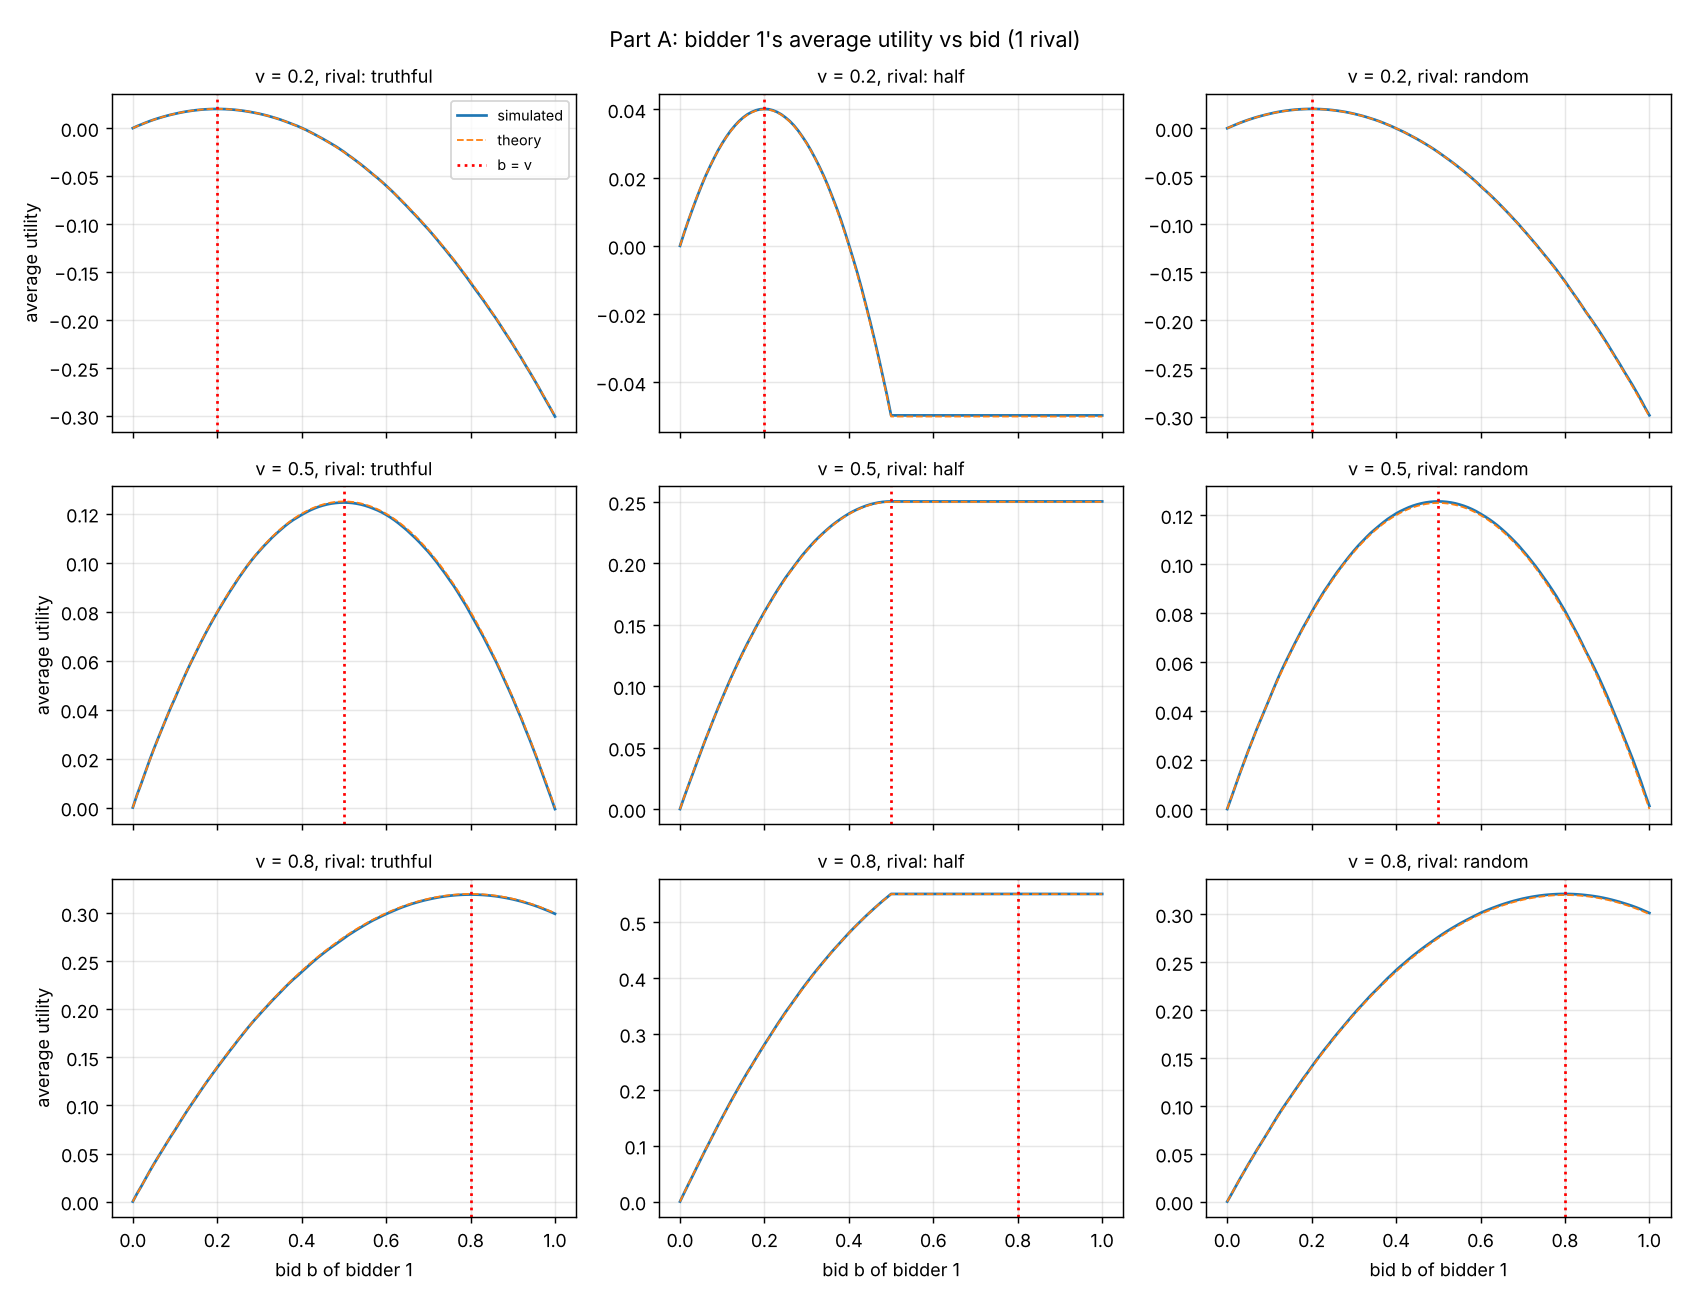 Part A: bidder 1's average utility vs bid (1 rival)
v = 0.2, rival: truthful
simulated
theory
b = v
0.00
−0.05
−0.10
−0.15
−0.20
−0.25
−0.30
average utility
v = 0.2, rival: half
0.04
0.02
0.00
−0.02
−0.04
v = 0.2, rival: random
0.00
−0.05
−0.10
−0.15
−0.20
−0.25
−0.30
v = 0.5, rival: truthful
0.12
0.10
0.08
0.06
0.04
0.02
0.00
average utility
v = 0.5, rival: half
0.25
0.20
0.15
0.10
0.05
0.00
v = 0.5, rival: random
0.12
0.10
0.08
0.06
0.04
0.02
0.00
v = 0.8, rival: truthful
0.30
0.25
0.20
0.15
0.10
0.05
0.00
average utility
0.0 0.2 0.4 0.6 0.8 1.0
bid b of bidder 1
v = 0.8, rival: half
0.5
0.4
0.3
0.2
0.1
0.0
0.0 0.2 0.4 0.6 0.8 1.0
bid b of bidder 1
v = 0.8, rival: random
0.30
0.25
0.20
0.15
0.10
0.05
0.00
0.0 0.2 0.4 0.6 0.8 1.0
bid b of bidder 1